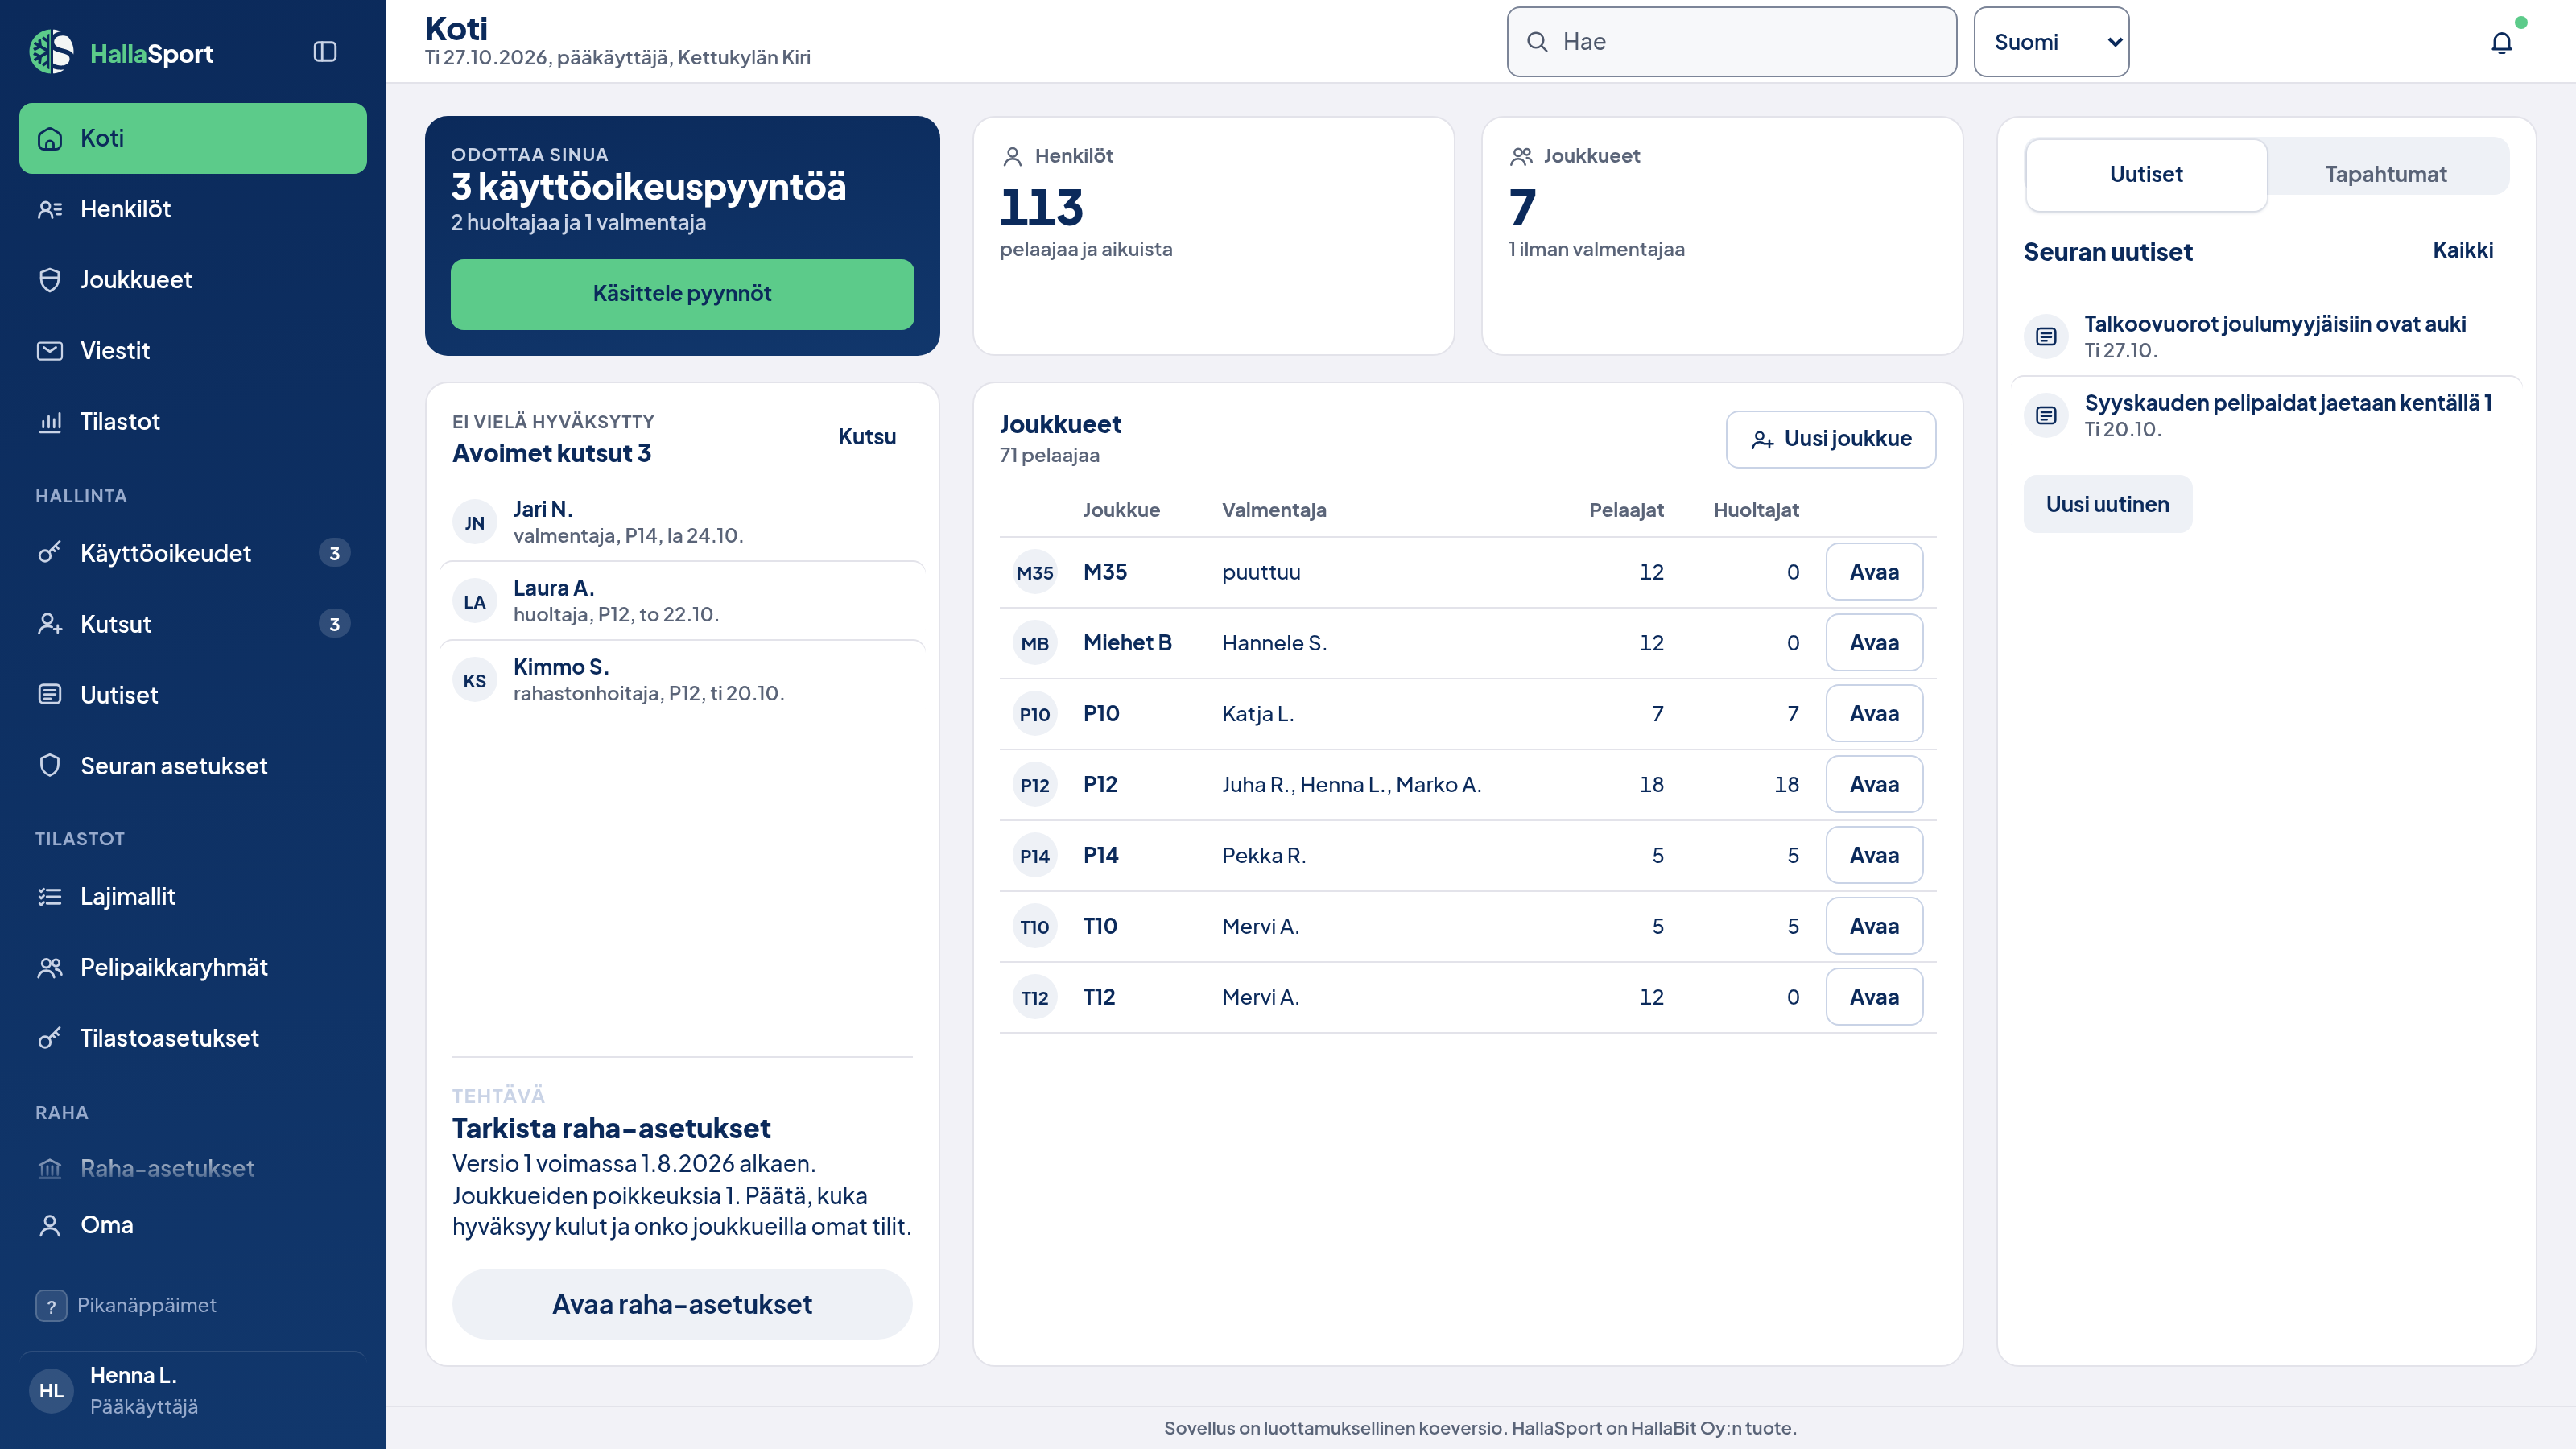 HallaSport
Koti
Henkilöt
Joukkueet
Viestit
Tilastot
HALLINTA
Käyttöoikeudet 3
Kutsut 3
Uutiset
Seuran asetukset
TILASTOT
Lajimallit
Pelipaikkaryhmät
Tilastoasetukset
RAHA
Raha-asetukset
Oma
? Pikanäppäimet
HL Henna L.
Pääkäyttäjä
Koti
Ti 27.10.2026, pääkäyttäjä, Kettukylän Kiri
Hae
Suomi
ODOTTAA SINUA
3 käyttöoikeuspyyntöä
2 huoltajaa ja 1 valmentaja
Käsittele pyynnöt
Henkilöt
113
pelaajaa ja aikuista
Joukkueet
7
1 ilman valmentajaa
EI VIELÄ HYVÄKSYTTY
Avoimet kutsut 3
Kutsu
JN Jari N.
valmentaja, P14, la 24.10.
LA Laura A.
huoltaja, P12, to 22.10.
KS Kimmo S.
rahastonhoitaja, P12, ti 20.10.
TEHTÄVÄ
Tarkista raha-asetukset
Versio 1 voimassa 1.8.2026 alkaen.
Joukkueiden poikkeuksia 1. Päätä, kuka
hyväksyy kulut ja onko joukkueilla omat tilit.
Avaa raha-asetukset
Joukkueet
71 pelaajaa
Uusi joukkue
Joukkue Valmentaja Pelaajat Huoltajat
M35 M35 puuttuu 12 0 Avaa
MB Miehet B Hannele S. 12 0 Avaa
P10 P10 Katja L. 7 7 Avaa
P12 P12 Juha R., Henna L., Marko A. 18 18 Avaa
P14 P14 Pekka R. 5 5 Avaa
T10 T10 Mervi A. 5 5 Avaa
T12 T12 Mervi A. 12 0 Avaa
Uutiset Tapahtumat
Seuran uutiset Kaikki
Talkoovuorot joulumyyjäisiin ovat auki
Ti 27.10.
Syyskauden pelipaidat jaetaan kentällä 1
Ti 20.10.
Uusi uutinen
Sovellus on luottamuksellinen koeversio. HallaSport on HallaBit Oy:n tuote.